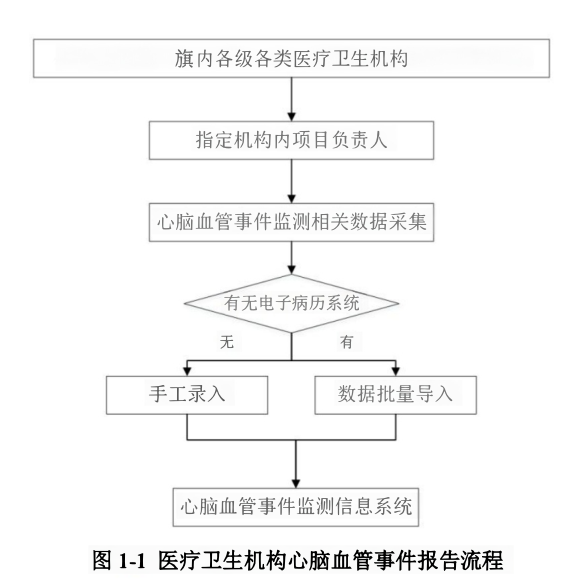 旗内各级各类医疗卫生机构
指定机构内项目负责人
心脑血管事件监测相关数据采集
有无电子病历系统
无
有
手工录入
数据批量导入
心脑血管事件监测信息系统
图 1-1 医疗卫生机构心脑血管事件报告流程